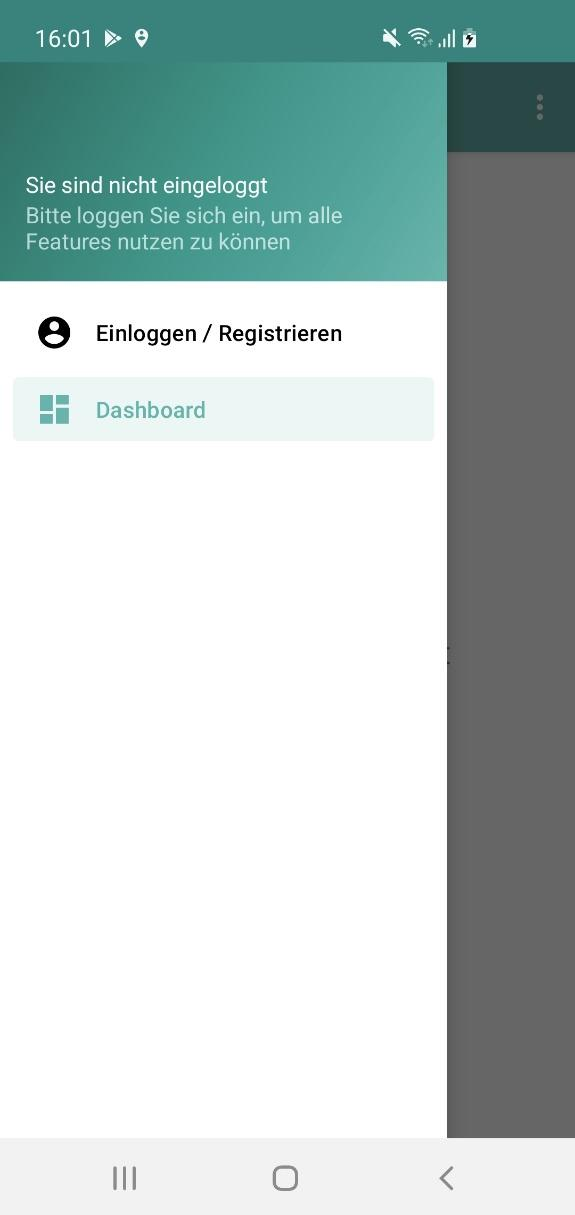 16:01
Sie sind nicht eingeloggt
Bitte loggen Sie sich ein, um alle
Features nutzen zu können
Einloggen / Registrieren
Dashboard